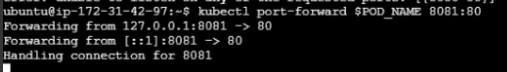 ubuntu@ip-172-31-42-97:~$ kubectl port-forward $POD_NAME 8081:80
Forwarding from 127.0.0.1:8081 -> 80
Forwarding from [::1]:8081 -> 80
Handling connection for 8081